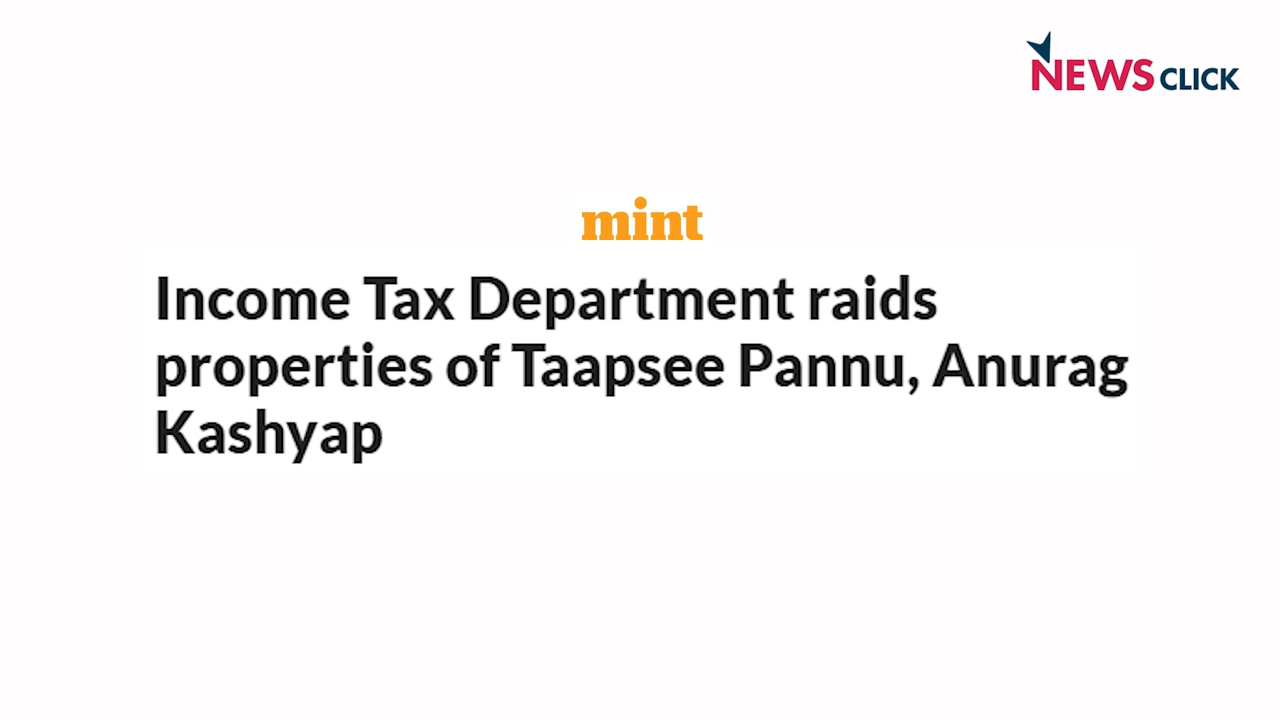 NEWSCLICK
mint
Income Tax Department raids
properties of Taapsee Pannu, Anurag
Kashyap